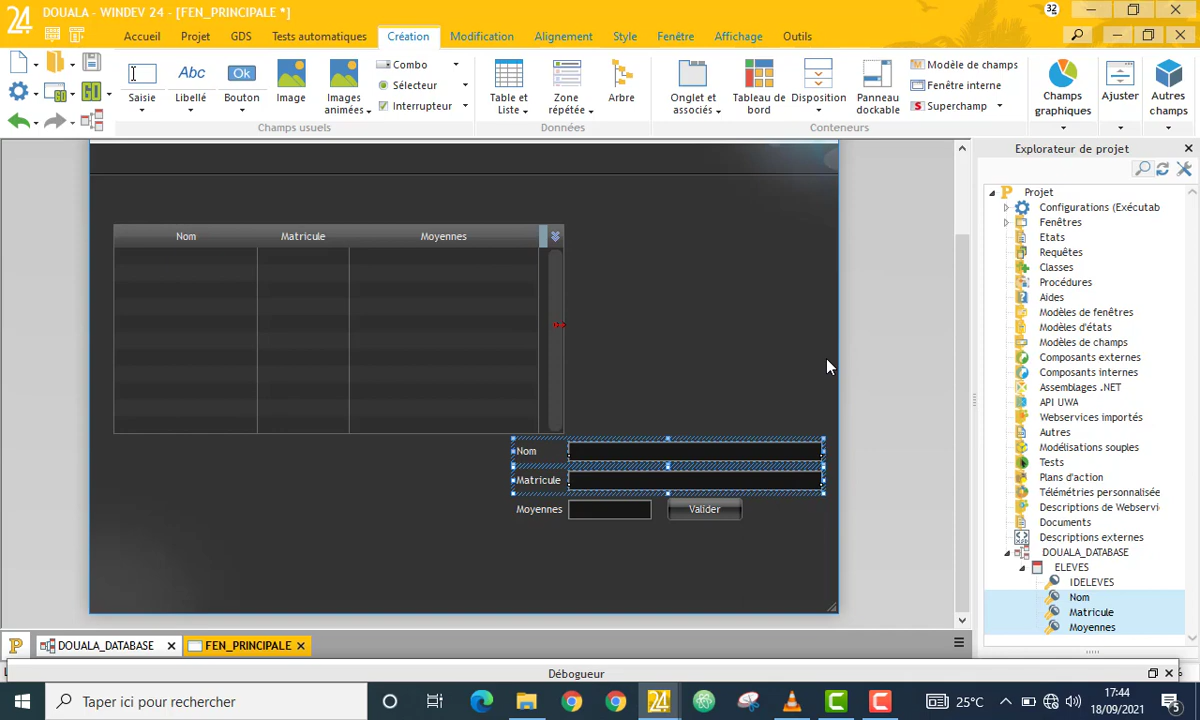 24 DOUALA - WINDEV 24 - [FEN_PRINCIPALE *] 32
Accueil Projet GDS Tests automatiques Création Modification Alignement Style Fenêtre Affichage Outils
GO GO
Saisie
Abc Libellé
Ok Bouton
Image
Images animées
Combo
Sélecteur
Interrupteur
Table et Liste
Zone répétée
Arbre
Onglet et associés
Tableau de bord
Disposition
Panneau dockable
Modèle de champs
Fenêtre interne
S Superchamp
Champs graphiques
Ajuster
Autres champs
Champs usuels Données Conteneurs
Nom Matricule Moyennes
Nom
Matricule
Moyennes Valider
Explorateur de projet
Projet
Configurations (Exécutab
Fenêtres
Etats
Requêtes
Classes
Procédures
Aides
Modèles de fenêtres
Modèles d'états
Modèles de champs
Composants externes
Composants internes
Assemblages .NET
API UWA
Webservices importés
Autres
Modélisations souples
Tests
Plans d'action
Télémétries personnalisée
Descriptions de Webservi
Documents
Descriptions externes
DOUALA_DATABASE
ELEVES
IDELEVES
Nom
Matricule
Moyennes
DOUALA_DATABASE FEN_PRINCIPALE
Débogueur
Taper ici pour rechercher 24 25°C 17:44
18/09/2021 5